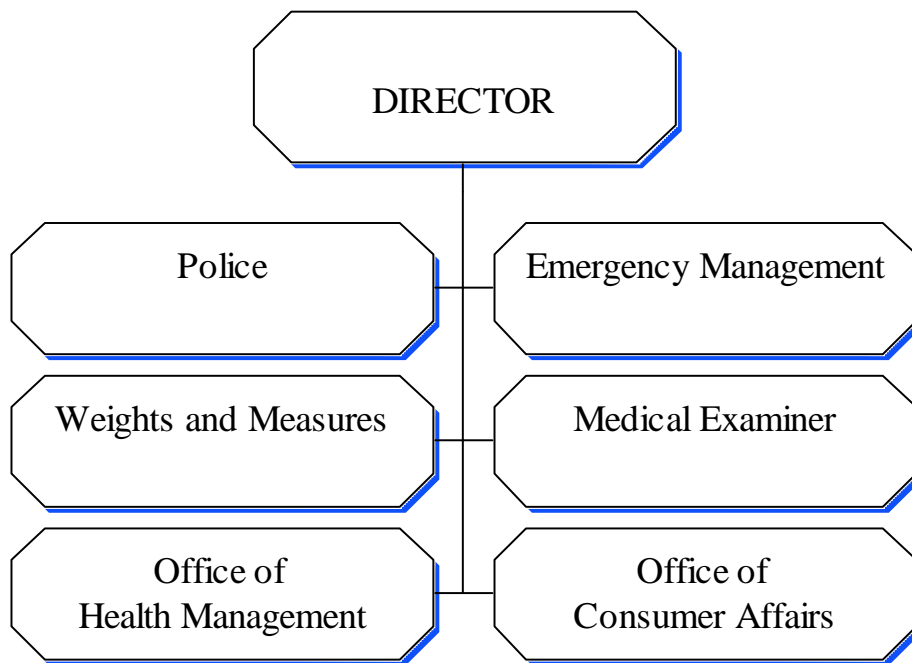 DIRECTOR
Police
Emergency Management
Weights and Measures
Medical Examiner
Office of
Health Management
Office of
Consumer Affairs